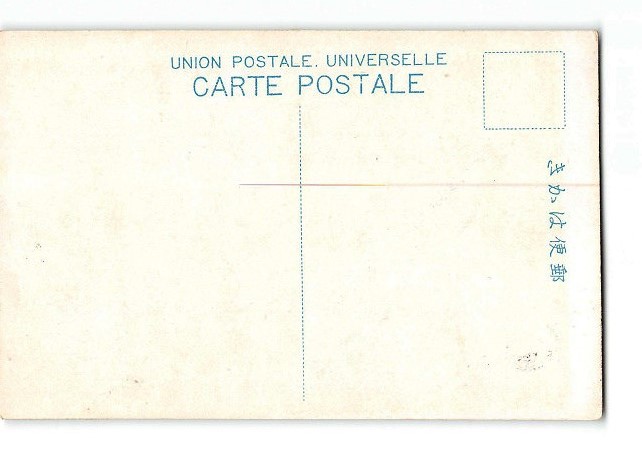 UNION POSTALE. UNIVERSELLE
CARTE POSTALE
きかは便郵